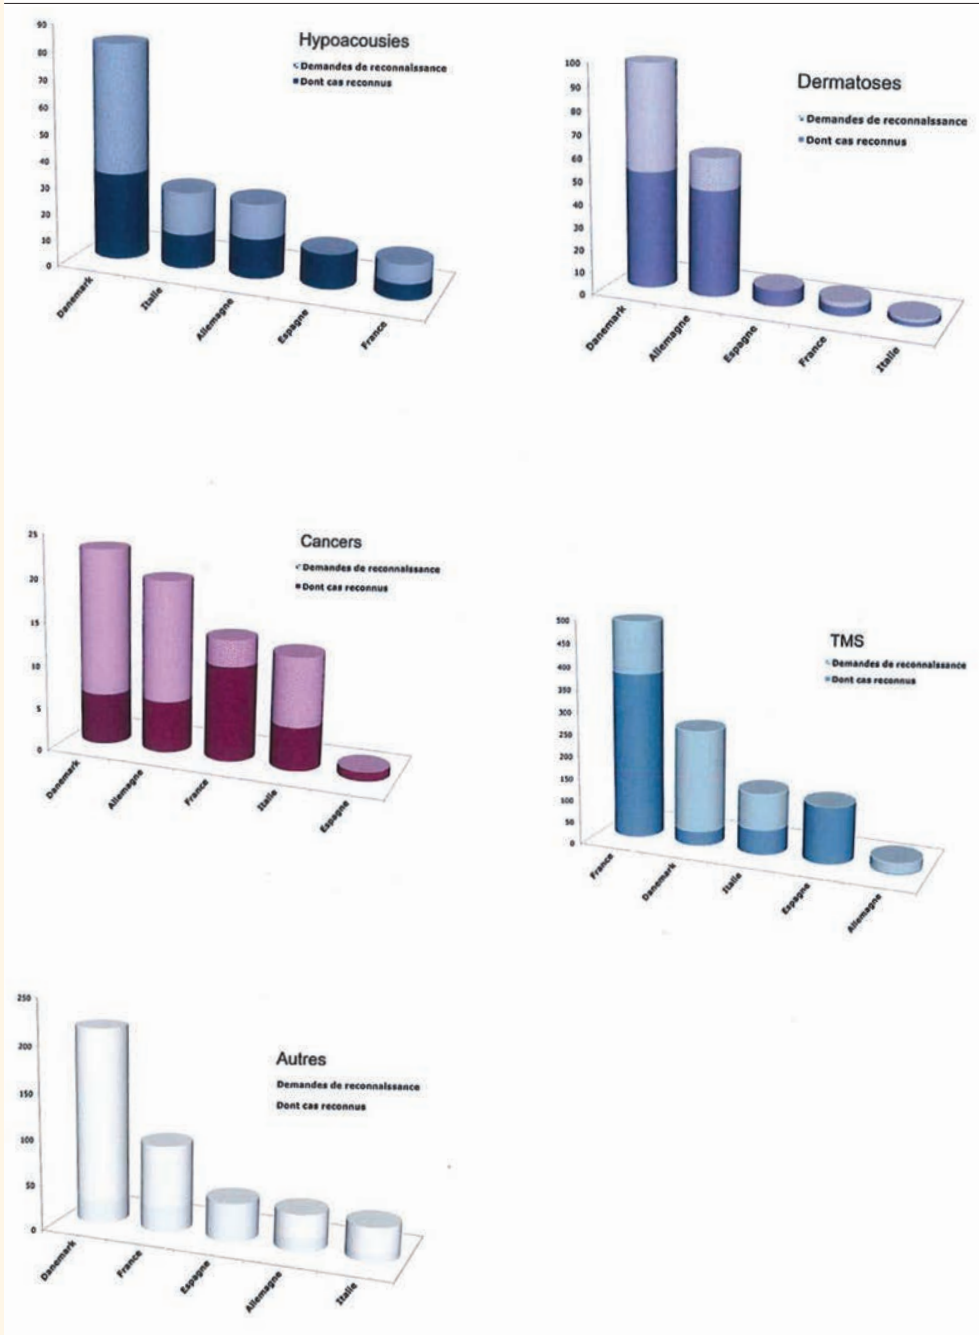 Hypoacousies
Demandes de reconnaissance
Dont cas reconnus
90
80
70
60
50
40
30
20
10
0
Danemark
Italie
Allemagne
Espagne
France
Dermatoses
Demandes de reconnaissance
Dont cas reconnus
100
90
80
70
60
50
40
30
20
10
0
Danemark
Allemagne
Espagne
France
Italie
Cancers
Demandes de reconnaissance
Dont cas reconnus
25
20
15
10
5
0
Danemark
Allemagne
France
Italie
Espagne
TMS
Demandes de reconnaissance
Dont cas reconnus
500
450
400
350
300
250
200
150
100
50
0
France
Danemark
Italie
Espagne
Allemagne
Autres
Demandes de reconnaissance
Dont cas reconnus
250
200
150
100
50
0
Danemark
France
Espagne
Allemagne
Italie